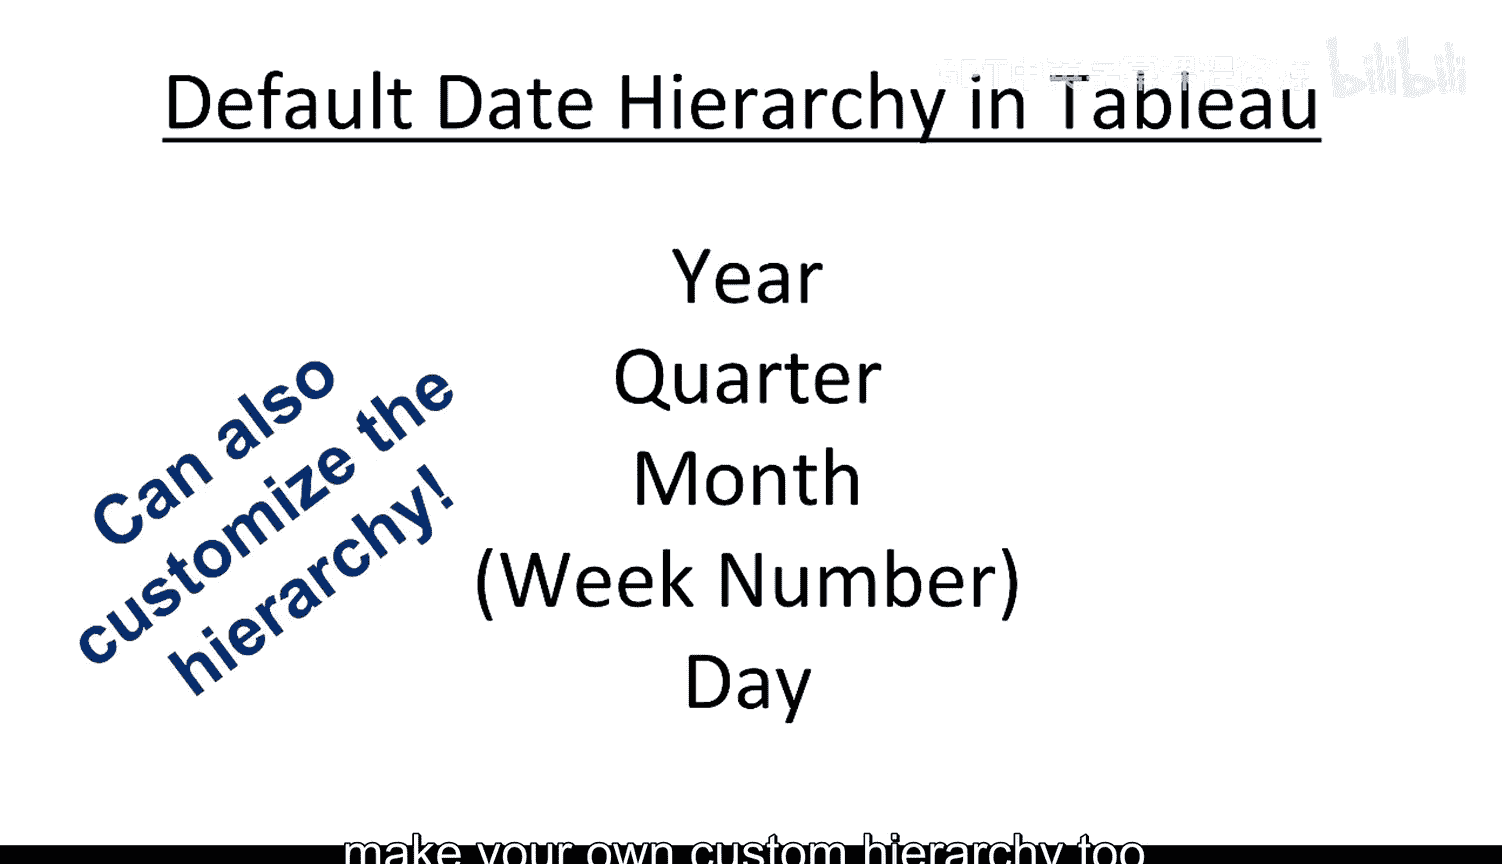 Default Date Hierarchy in Tableau
bilibili
Year
Quarter
Month
(Week Number)
Day
Can also
customize the
hierarchy!
make your own custom hierarchy too